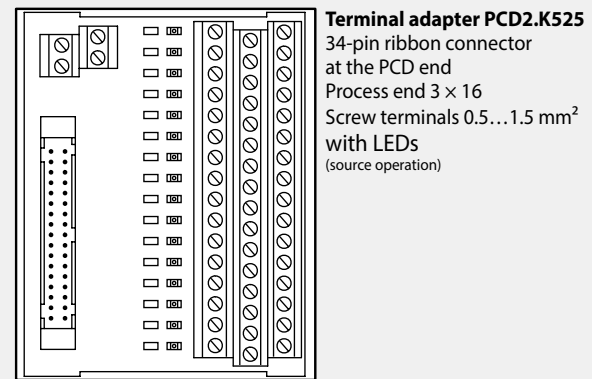 Terminal adapter PCD2.K525
34-pin ribbon connector
at the PCD end
Process end 3 × 16
Screw terminals 0.5…1.5 mm²
with LEDs
(source operation)